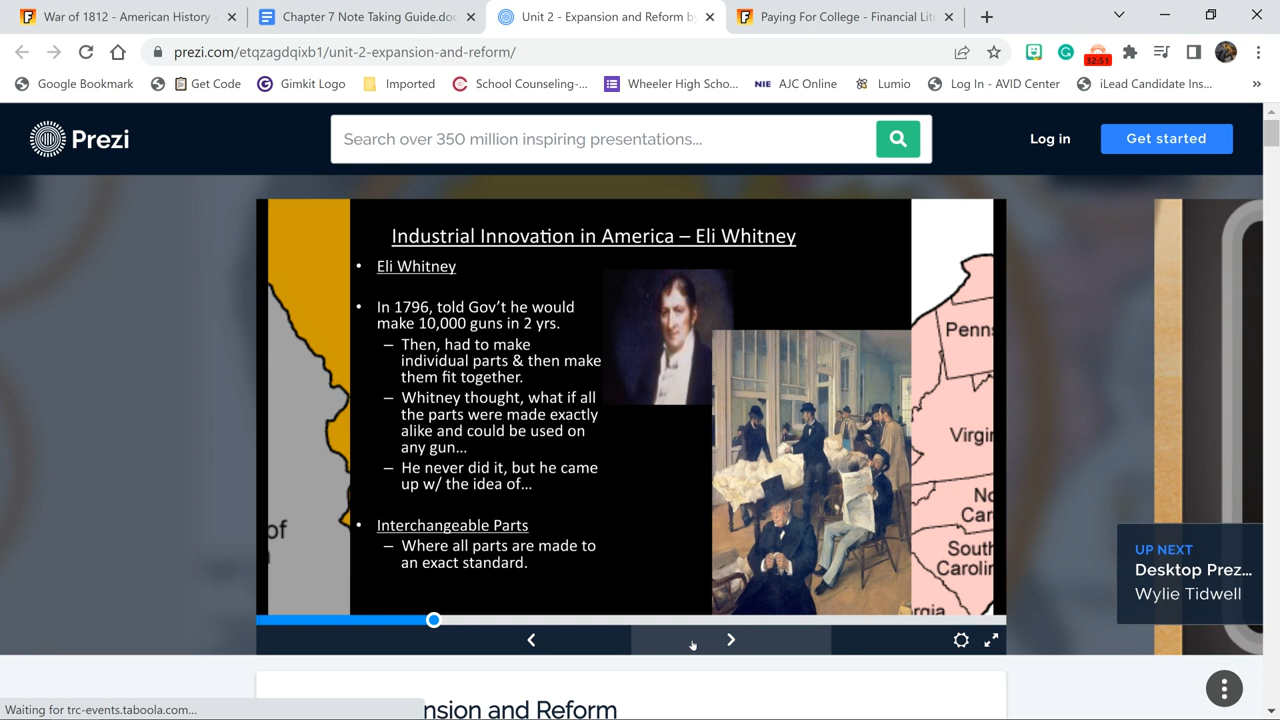 War of 1812 - American History -
Chapter 7 Note Taking Guide.doc
Unit 2 - Expansion and Reform by
Paying For College - Financial Lite
prezi.com/etqzagdqixb1/unit-2-expansion-and-reform/
32:51
Google Bookmark
Get Code
Gimkit Logo
Imported
School Counseling-...
Wheeler High Scho...
NIE AJC Online
Lumio
Log In - AVID Center
iLead Candidate Ins...
»
Prezi
Search over 350 million inspiring presentations...
Log in
Get started
Industrial Innovation in America – Eli Whitney
• Eli Whitney
• In 1796, told Gov't he would
make 10,000 guns in 2 yrs.
– Then, had to make
individual parts & then make
them fit together.
– Whitney thought, what if all
the parts were made exactly
alike and could be used on
any gun...
– He never did it, but he came
up w/ the idea of...
• Interchangeable Parts
– Where all parts are made to
an exact standard.
of
Penns
Virgin
No
Car
South
Carolin
rgia
UP NEXT
Desktop Prez...
Wylie Tidwell
Waiting for trc-events.taboola.com...
nsion and Reform